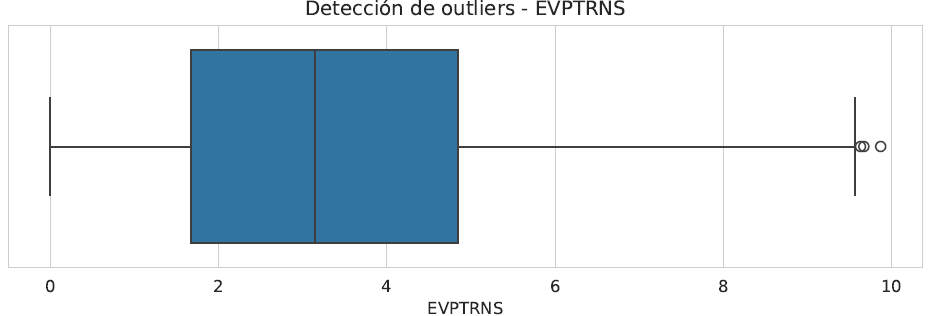 Detección de outliers - EVPTRNS
0 2 4 6 8 10
EVPTRNS